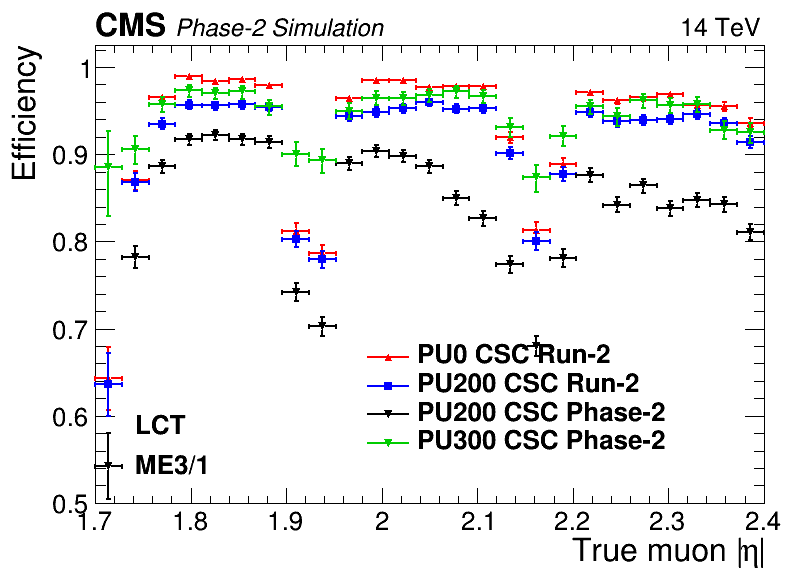 CMS Phase-2 Simulation 14 TeV
Efficiency
1
0.9
0.8
0.7
0.6
0.5
PU0 CSC Run-2
PU200 CSC Run-2
PU200 CSC Phase-2
PU300 CSC Phase-2
LCT
ME3/1
1.7 1.8 1.9 2 2.1 2.2 2.3 2.4
True muon |η|